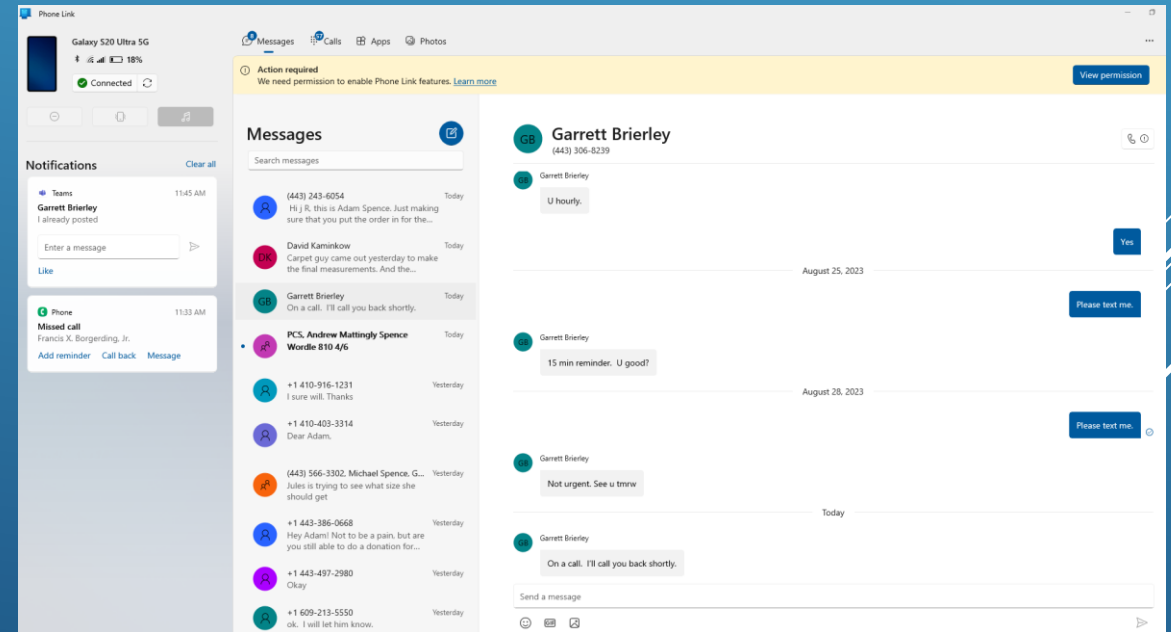 Phone Link
Galaxy S20 Ultra 5G
18%
Connected
Notifications
Clear all
Teams
11:45 AM
Garrett Brierley
I already posted
Enter a message
Like
Phone
11:33 AM
Missed call
Francis X. Borgerding, Jr.
Add reminder Call back Message
Messages Calls Apps Photos
Action required
We need permission to enable Phone Link features. Learn more
View permission
Messages
Search messages
(443) 243-6054
Today
Hi j R, this is Adam Spence. Just making
sure that you put the order in for the...
DK
David Kaminkow
Today
Carpet guy came out yesterday to make
the final measurements. And the...
GB
Garrett Brierley
Today
On a call. I'll call you back shortly.
PCS, Andrew Mattingly Spence
Today
Wordle 810 4/6
+1 410-916-1231
Yesterday
I sure will. Thanks
+1 410-403-3314
Yesterday
Dear Adam,
(443) 566-3302, Michael Spence, G...
Yesterday
Jules is trying to see what size she
should get
+1 443-386-0668
Yesterday
Hey Adam! Not to be a pain, but are
you still able to do a donation for...
+1 443-497-2980
Yesterday
Okay
+1 609-213-5550
Yesterday
ok. I will let him know.
GB
Garrett Brierley
(443) 306-8239
GB
Garrett Brierley
U hourly.
Yes
August 25, 2023
Please text me.
GB
Garrett Brierley
15 min reminder. U good?
August 28, 2023
Please text me.
GB
Garrett Brierley
Not urgent. See u tmrw
Today
GB
Garrett Brierley
On a call. I'll call you back shortly.
Send a message
GIF